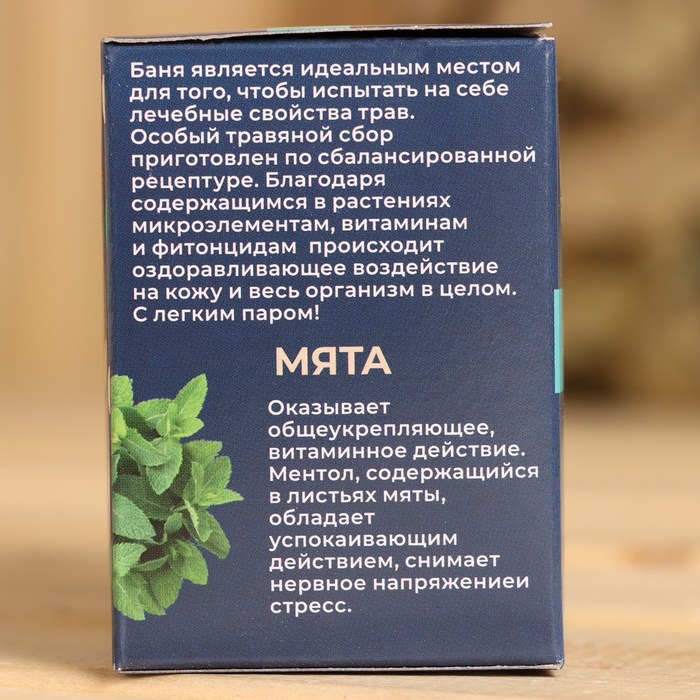 Баня является идеальным местом
для того, чтобы испытать на себе
лечебные свойства трав.
Особый травяной сбор
приготовлен по сбалансированной
рецептуре. Благодаря
содержащимся в растениях
микроэлементам, витаминам
и фитонцидам происходит
оздоравливающее воздействие
на кожу и весь организм в целом.
С легким паром!
МЯТА
Оказывает
общеукрепляющее,
витаминное действие.
Ментол, содержащийся
в листьях мяты,
обладает
успокаивающим
действием, снимает
нервное напряжениеи
стресс.